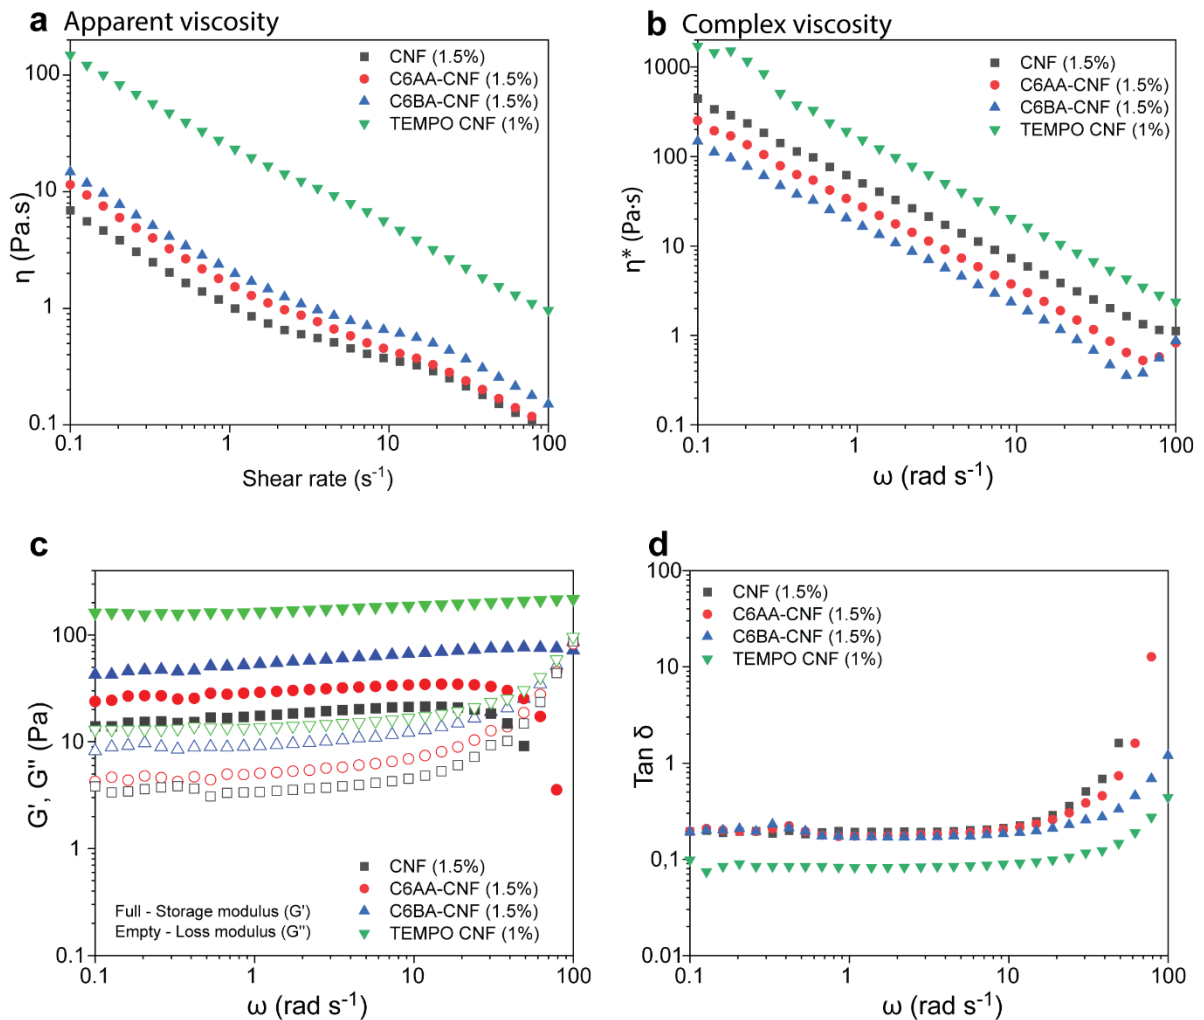 a Apparent viscosity
CNF (1.5%)
C6AA-CNF (1.5%)
C6BA-CNF (1.5%)
TEMPO CNF (1%)
100
10
1
0.1
η (Pa.s)
0.1 1 10 100
Shear rate (s⁻¹)
b Complex viscosity
CNF (1.5%)
C6AA-CNF (1.5%)
C6BA-CNF (1.5%)
TEMPO CNF (1%)
1000
100
10
1
0.1
η* (Pa·s)
0.1 1 10 100
ω (rad s⁻¹)
c
100
10
1
0.1
G', G'' (Pa)
CNF (1.5%)
C6AA-CNF (1.5%)
C6BA-CNF (1.5%)
TEMPO CNF (1%)
Full - Storage modulus (G')
Empty - Loss modulus (G'')
0.1 1 10 100
ω (rad s⁻¹)
d
CNF (1.5%)
C6AA-CNF (1.5%)
C6BA-CNF (1.5%)
TEMPO CNF (1%)
100
10
1
0.1
0.01
Tan δ
0.1 1 10 100
ω (rad s⁻¹)